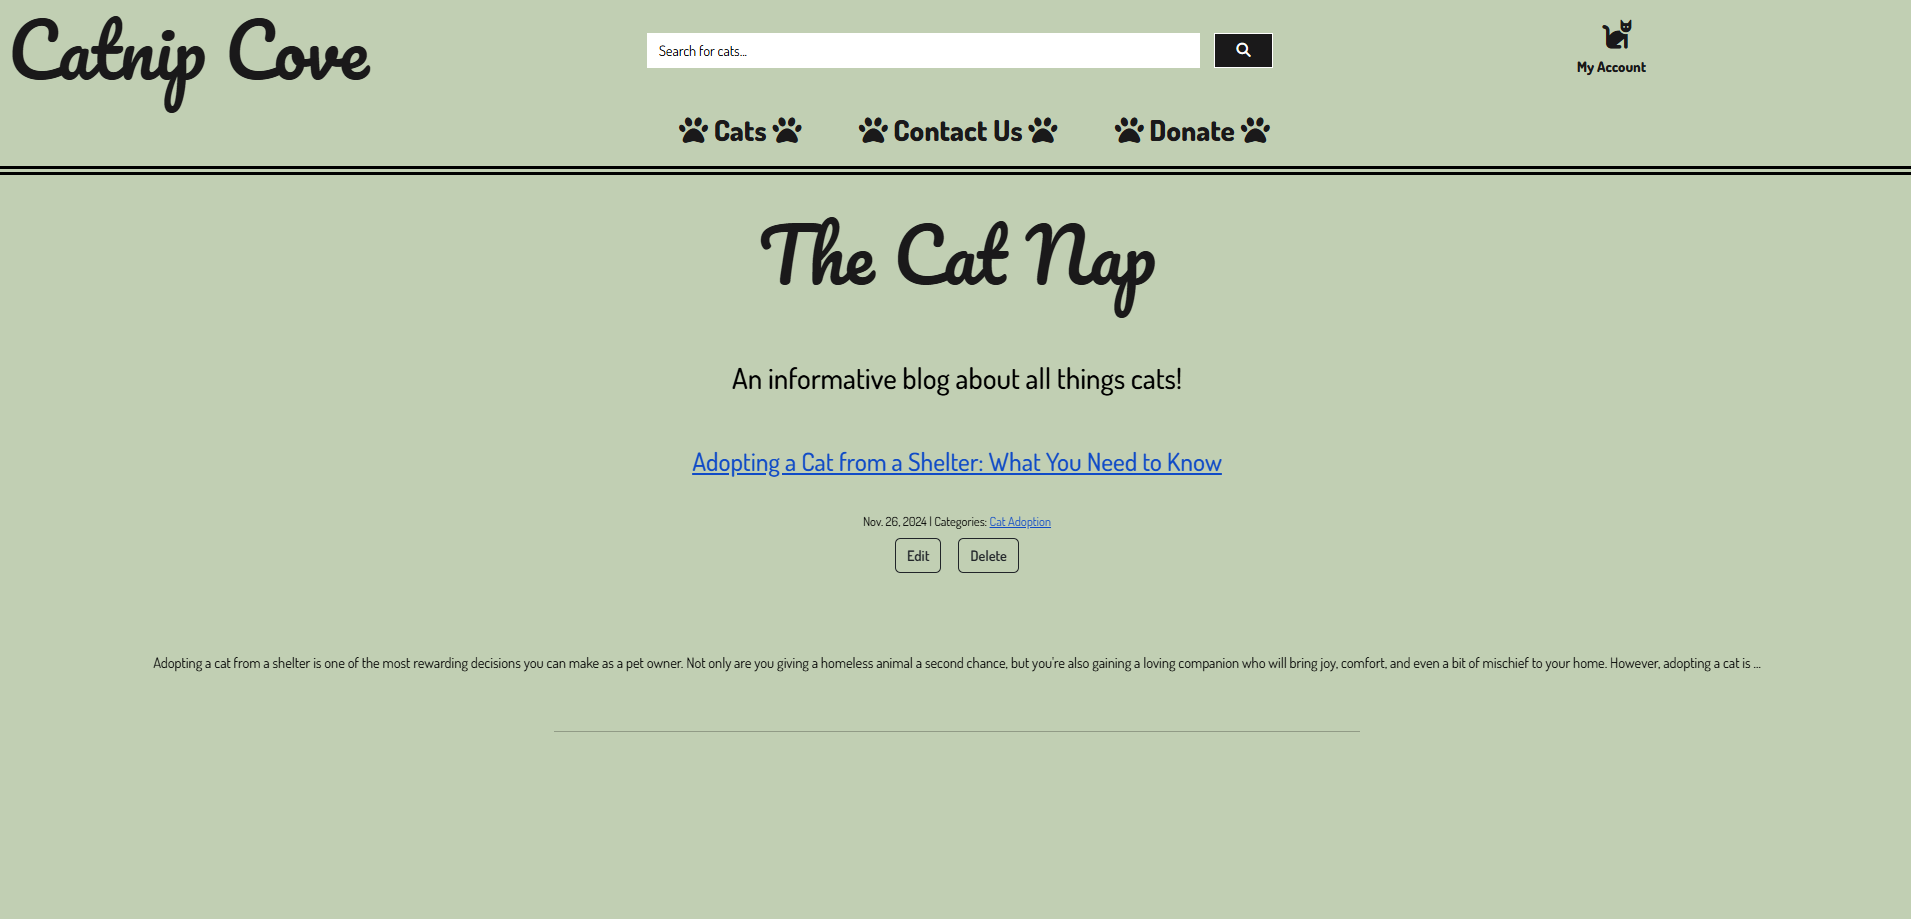 Catnip Cove
Search for cats...
My Account
Cats
Contact Us
Donate
The Cat Nap
An informative blog about all things cats!
Adopting a Cat from a Shelter: What You Need to Know
Nov. 26, 2024 | Categories: Cat Adoption
Edit
Delete
Adopting a cat from a shelter is one of the most rewarding decisions you can make as a pet owner. Not only are you giving a homeless animal a second chance, but you're also gaining a loving companion who will bring joy, comfort, and even a bit of mischief to your home. However, adopting a cat is …